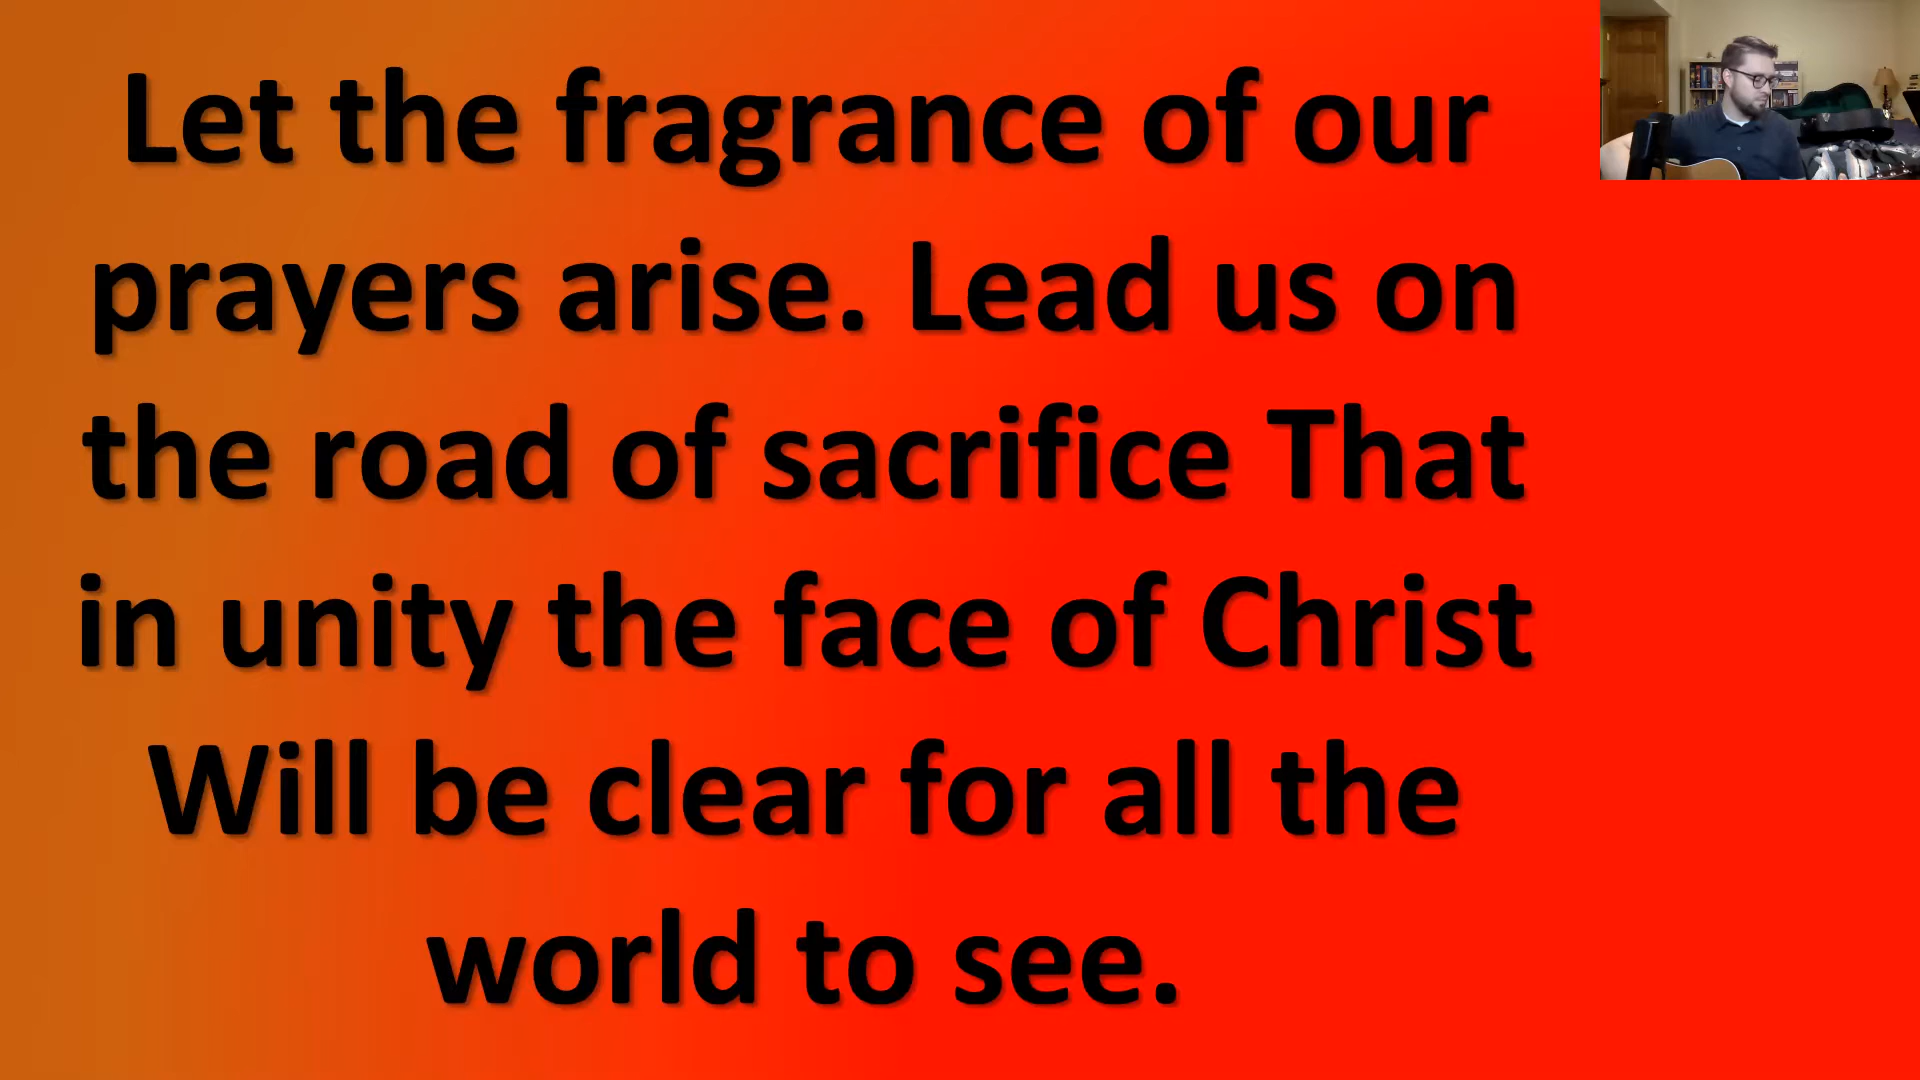 Let the fragrance of our
prayers arise. Lead us on
the road of sacrifice That
in unity the face of Christ
Will be clear for all the
world to see.